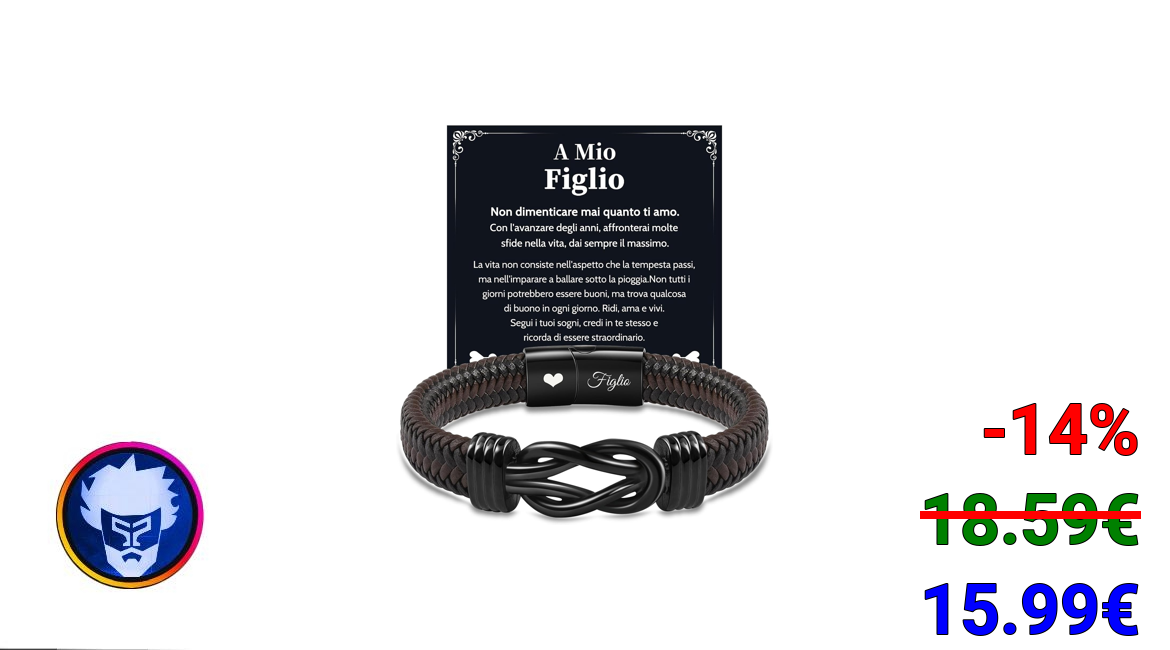 A Mio
Figlio
Non dimenticare mai quanto ti amo.
Con l'avanzare degli anni, affronterai molte
sfide nella vita, dai sempre il massimo.
La vita non consiste nell'aspetto che la tempesta passi,
ma nell'imparare a ballare sotto la pioggia.Non tutti i
giorni potrebbero essere buoni, ma trova qualcosa
di buono in ogni giorno. Ridi, ama e vivi.
Segui i tuoi sogni, credi in te stesso e
ricorda di essere straordinario.
Figlio
-14%
18.59€
15.99€